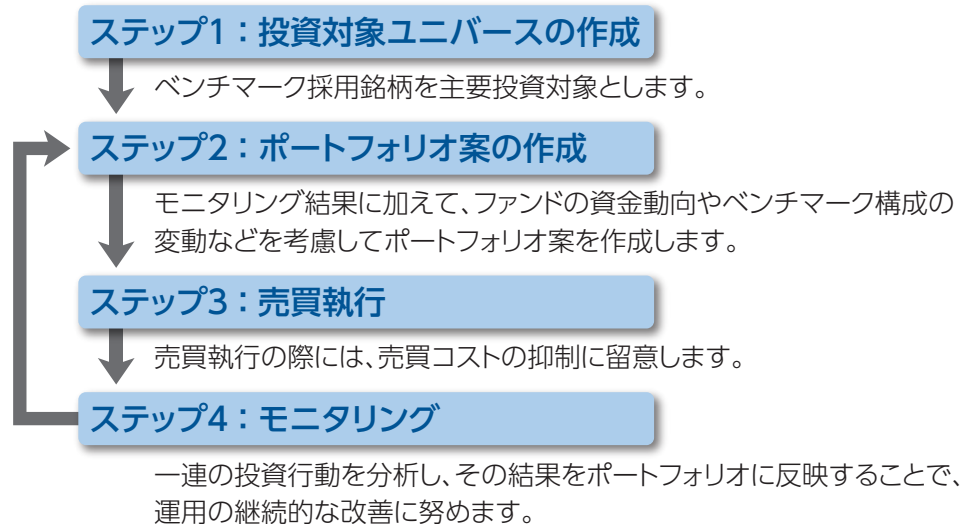 ステップ1：投資対象ユニバースの作成
ベンチマーク採用銘柄を主要投資対象とします。
ステップ2：ポートフォリオ案の作成
モニタリング結果に加えて、ファンドの資金動向やベンチマーク構成の
変動などを考慮してポートフォリオ案を作成します。
ステップ3：売買執行
売買執行の際には、売買コストの抑制に留意します。
ステップ4：モニタリング
一連の投資行動を分析し、その結果をポートフォリオに反映することで、
運用の継続的な改善に努めます。